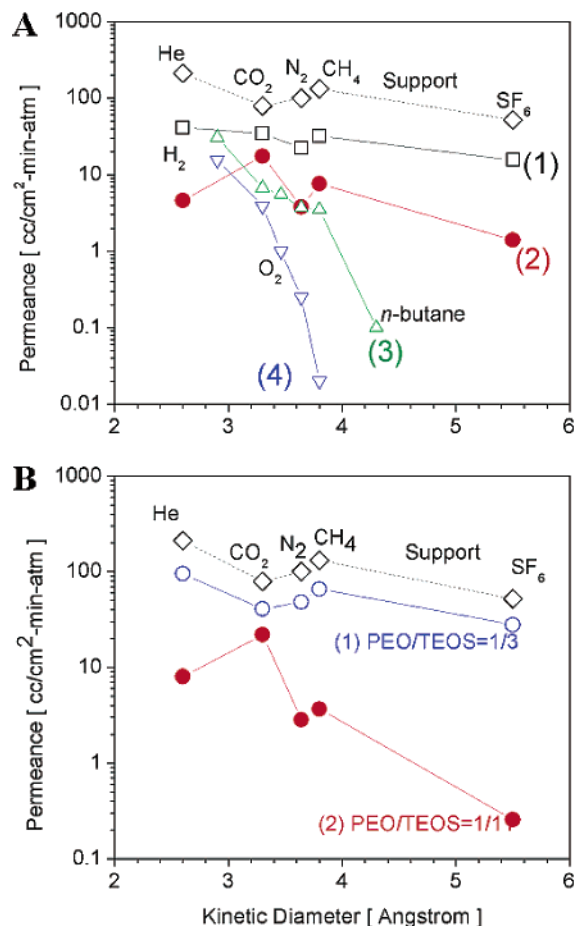 A
1000
100
10
1
0.1
0.01
Permeance [ cc/cm²-min-atm ]
He
CO₂
N₂
CH₄
Support
SF₆
H₂
(1)
(2)
O₂
n-butane
(3)
(4)
2
3
4
5
6
B
1000
100
10
1
0.1
Permeance [ cc/cm²-min-atm ]
He
CO₂
N₂
CH4
Support
SF₆
(1) PEO/TEOS=1/3
(2) PEO/TEOS=1/11
2
3
4
5
6
Kinetic Diameter [ Angstrom ]